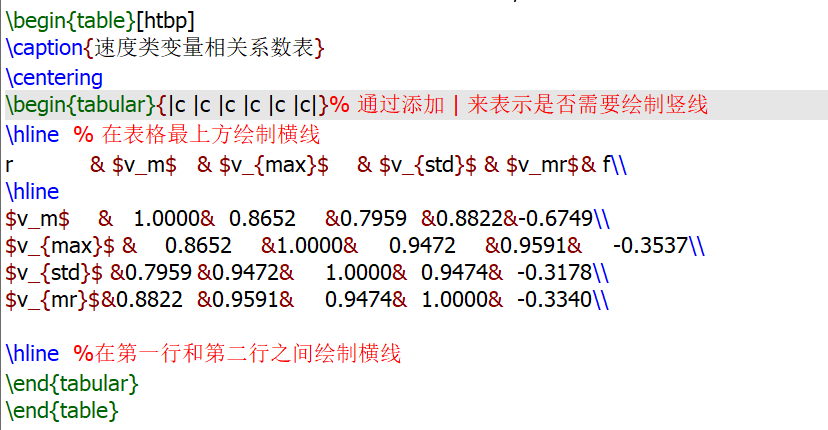 \begin{table}[htbp]
\caption{速度类变量相关系数表}
\centering
\begin{tabular}{|c |c |c |c |c |c|}% 通过添加 | 来表示是否需要绘制竖线
\hline % 在表格最上方绘制横线
r & $v_m$ & $v_{max}$ & $v_{std}$ & $v_mr$& f\\
\hline
$v_m$ & 1.0000& 0.8652 &0.7959 &0.8822&-0.6749\\
$v_{max}$ & 0.8652 &1.0000& 0.9472 &0.9591& -0.3537\\
$v_{std}$ &0.7959 &0.9472& 1.0000& 0.9474& -0.3178\\
$v_{mr}$&0.8822 &0.9591& 0.9474& 1.0000& -0.3340\\
\hline %在第一行和第二行之间绘制横线
\end{tabular}
\end{table}